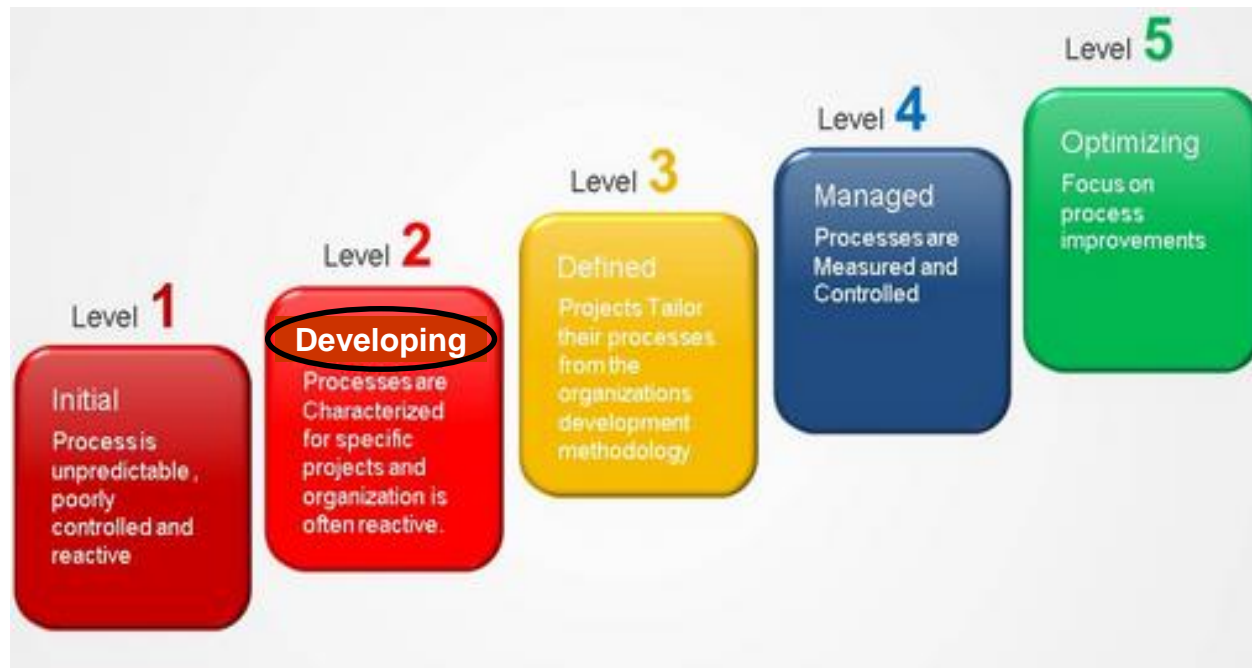 Level 1
Initial
Process is
unpredictable,
poorly
controlled and
reactive
Level 2
Developing
Processes are
Characterized
for specific
projects and
organization is
often reactive.
Level 3
Defined
Projects Tailor
their processes
from the
organizations
development
methodology
Level 4
Managed
Processes are
Measured and
Controlled
Level 5
Optimizing
Focus on
process
improvements